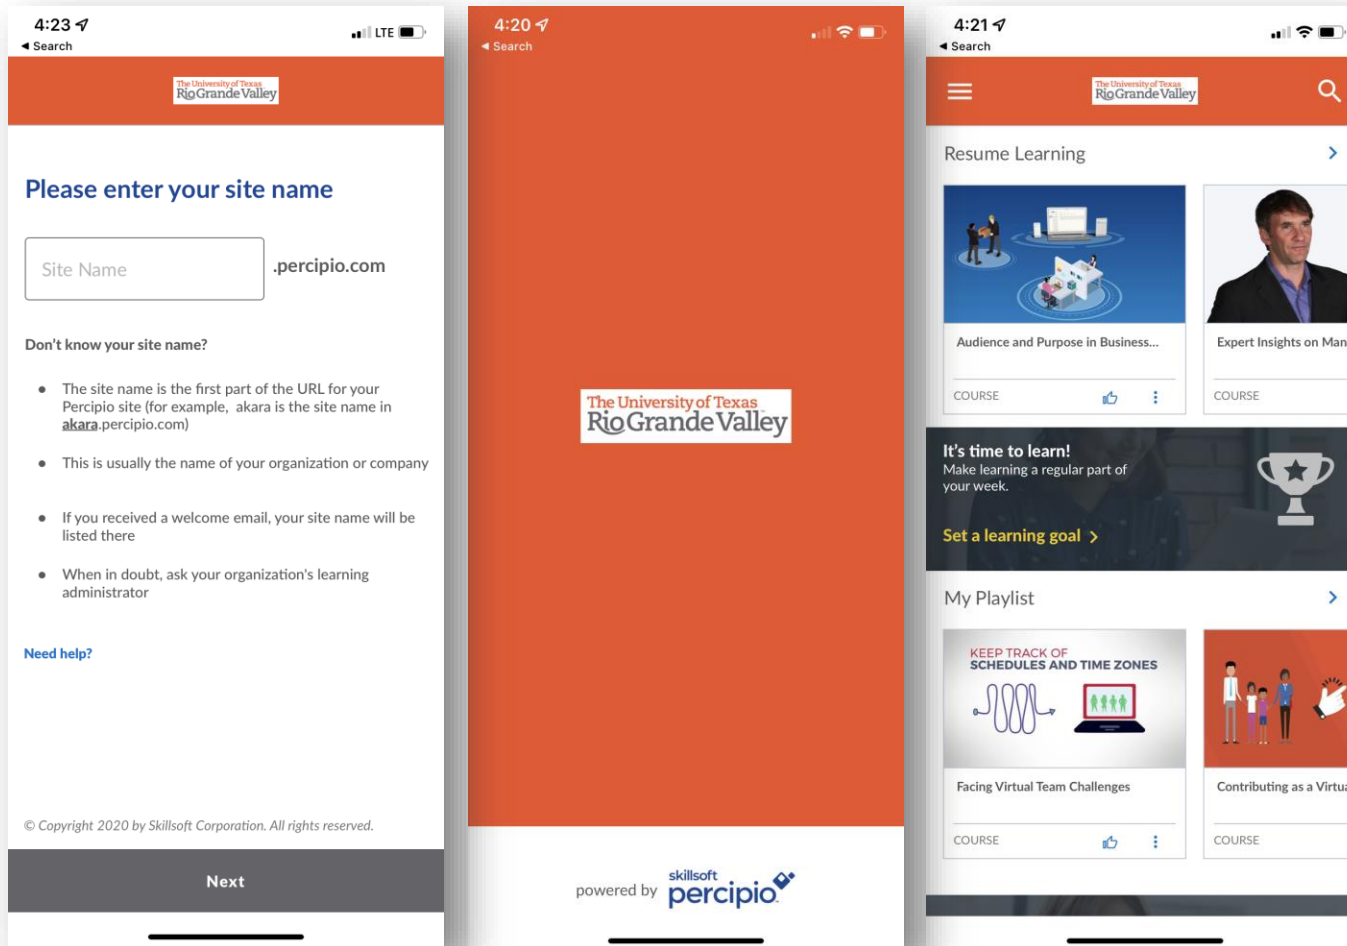 4:23
◄ Search
LTE
The University of Texas
Rio Grande Valley
Please enter your site name
Site Name
.percipio.com
Don't know your site name?
• The site name is the first part of the URL for your
Percipio site (for example, akara is the site name in
akara.percipio.com)
• This is usually the name of your organization or company
• If you received a welcome email, your site name will be
listed there
• When in doubt, ask your organization's learning
administrator
Need help?
© Copyright 2020 by Skillsoft Corporation. All rights reserved.
Next
4:20
◄ Search
The University of Texas
Rio Grande Valley
powered by
skillsoft
percipio
4:21
◄ Search
The University of Texas
Rio Grande Valley
Resume Learning
Audience and Purpose in Business...
COURSE
Expert Insights on Man
COURSE
It's time to learn!
Make learning a regular part of
your week.
Set a learning goal
My Playlist
KEEP TRACK OF
SCHEDULES AND TIME ZONES
Facing Virtual Team Challenges
COURSE
Contributing as a Virtua
COURSE